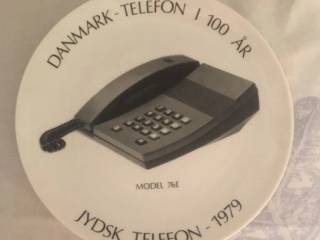 DANMARK - TELEFON I 100 ÅR
MODEL 76E
JYDSK TELEFON - 1979